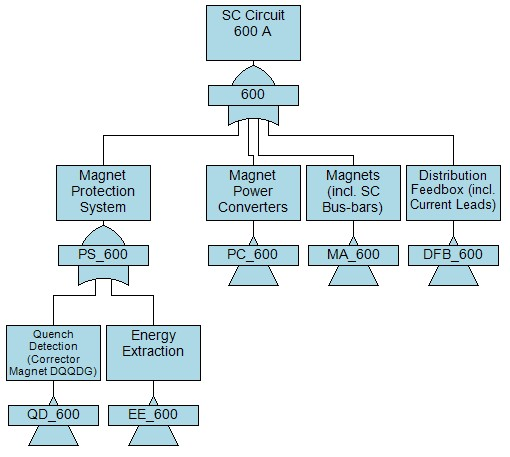 SC Circuit
600 A
600
Magnet
Protection
System
Magnet
Power
Converters
Magnets
(incl. SC
Bus-bars)
Distribution
Feedbox (incl.
Current Leads)
PS_600
PC_600
MA_600
DFB_600
Quench
Detection
(Corrector
Magnet DQQDG)
Energy
Extraction
QD_600
EE_600